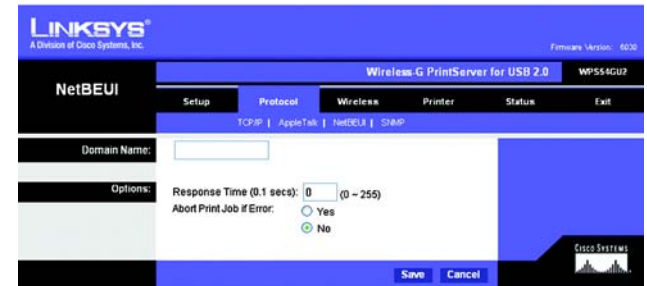 LINKSYS®
A Division of Cisco Systems, Inc.
Firmware Version: 6030
Wireless-G PrintServer for USB 2.0 WPS54GU2
NetBEUI
Setup Protocol Wireless Printer Status Exit
TCP/IP | AppleTalk | NetBEUI | SNMP
Domain Name:
Options: Response Time (0.1 secs): 0 (0 ~ 255)
Abort Print Job if Error: Yes
No
CISCO SYSTEMS
Save Cancel